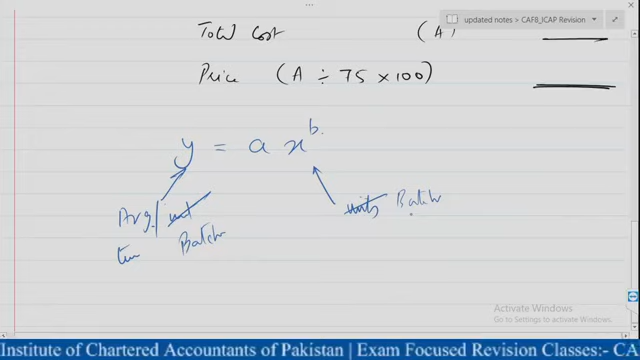 updated notes > CAF8_ICAP Revision
Total Cost (A)
Price (A ÷ 75 × 100)
y = a x^b.
Avg. / unit
Batch
units Batch
Activate Windows
Go to Settings to activate Windows.
Institute of Chartered Accountants of Pakistan | Exam Focused Revision Classes:- CA